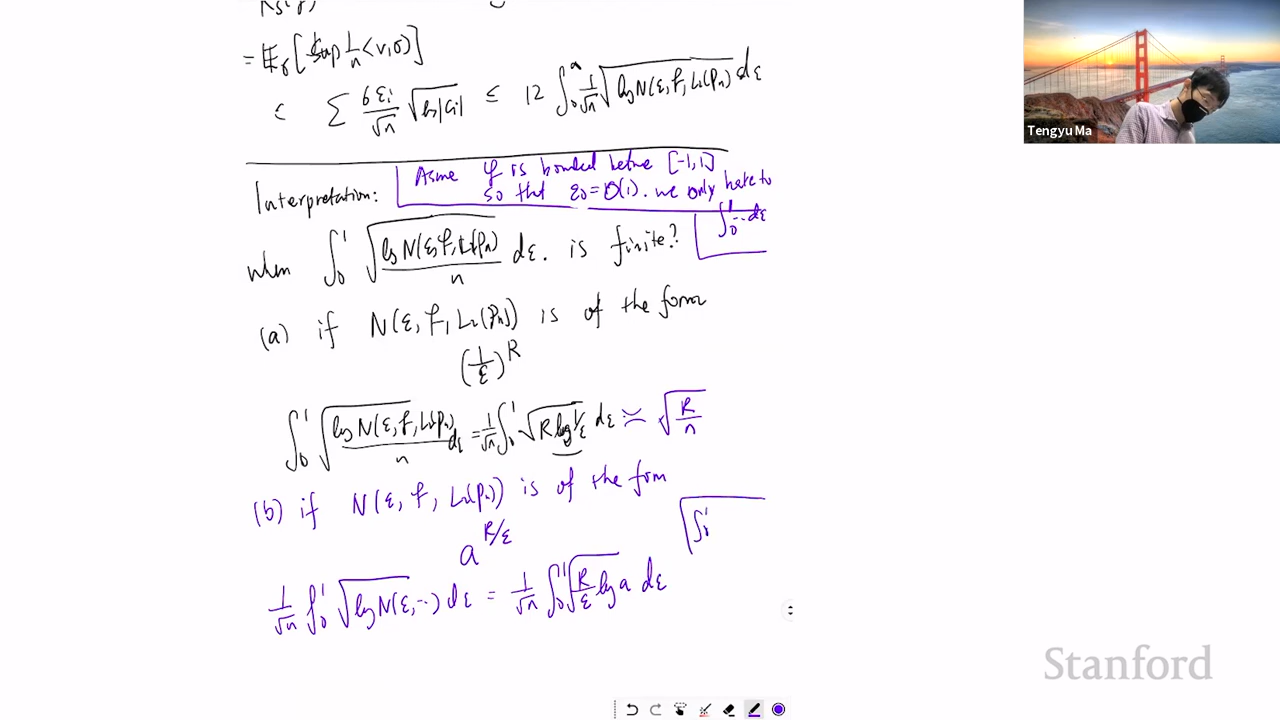 = E_σ[ sup 1/n <v,σ> ]
≤ Σ 6ε_i/√n √log|C_i| ≤ 12 ∫_0^∞ 1/√n √log N(ε, F, L_2(P_n)) dε
Interpretation: Assume F is bonded betwe [-1,1]
so that ε_0 = O(1). we only have to
∫_0^1 ... dε
when ∫_0^1 √(log N(ε, F, L_2(P_n)) / n) dε. is finite?
(a) if N(ε, F, L_2(P_n)) is of the form
(1/ε)^R
∫_0^1 √(log N(ε, F, L_2(P_n)) / n) dε = 1/√n ∫_0^1 √(R log 1/ε) dε ≍ √(R/n)
(b) if N(ε, F, L_2(P_n)) is of the form
a^{R/ε}
∫_0^1
1/√n ∫_0^1 √log N(ε, ...) dε = 1/√n ∫_0^1 √(R/ε log a) dε
Tengyu Ma
Stanford